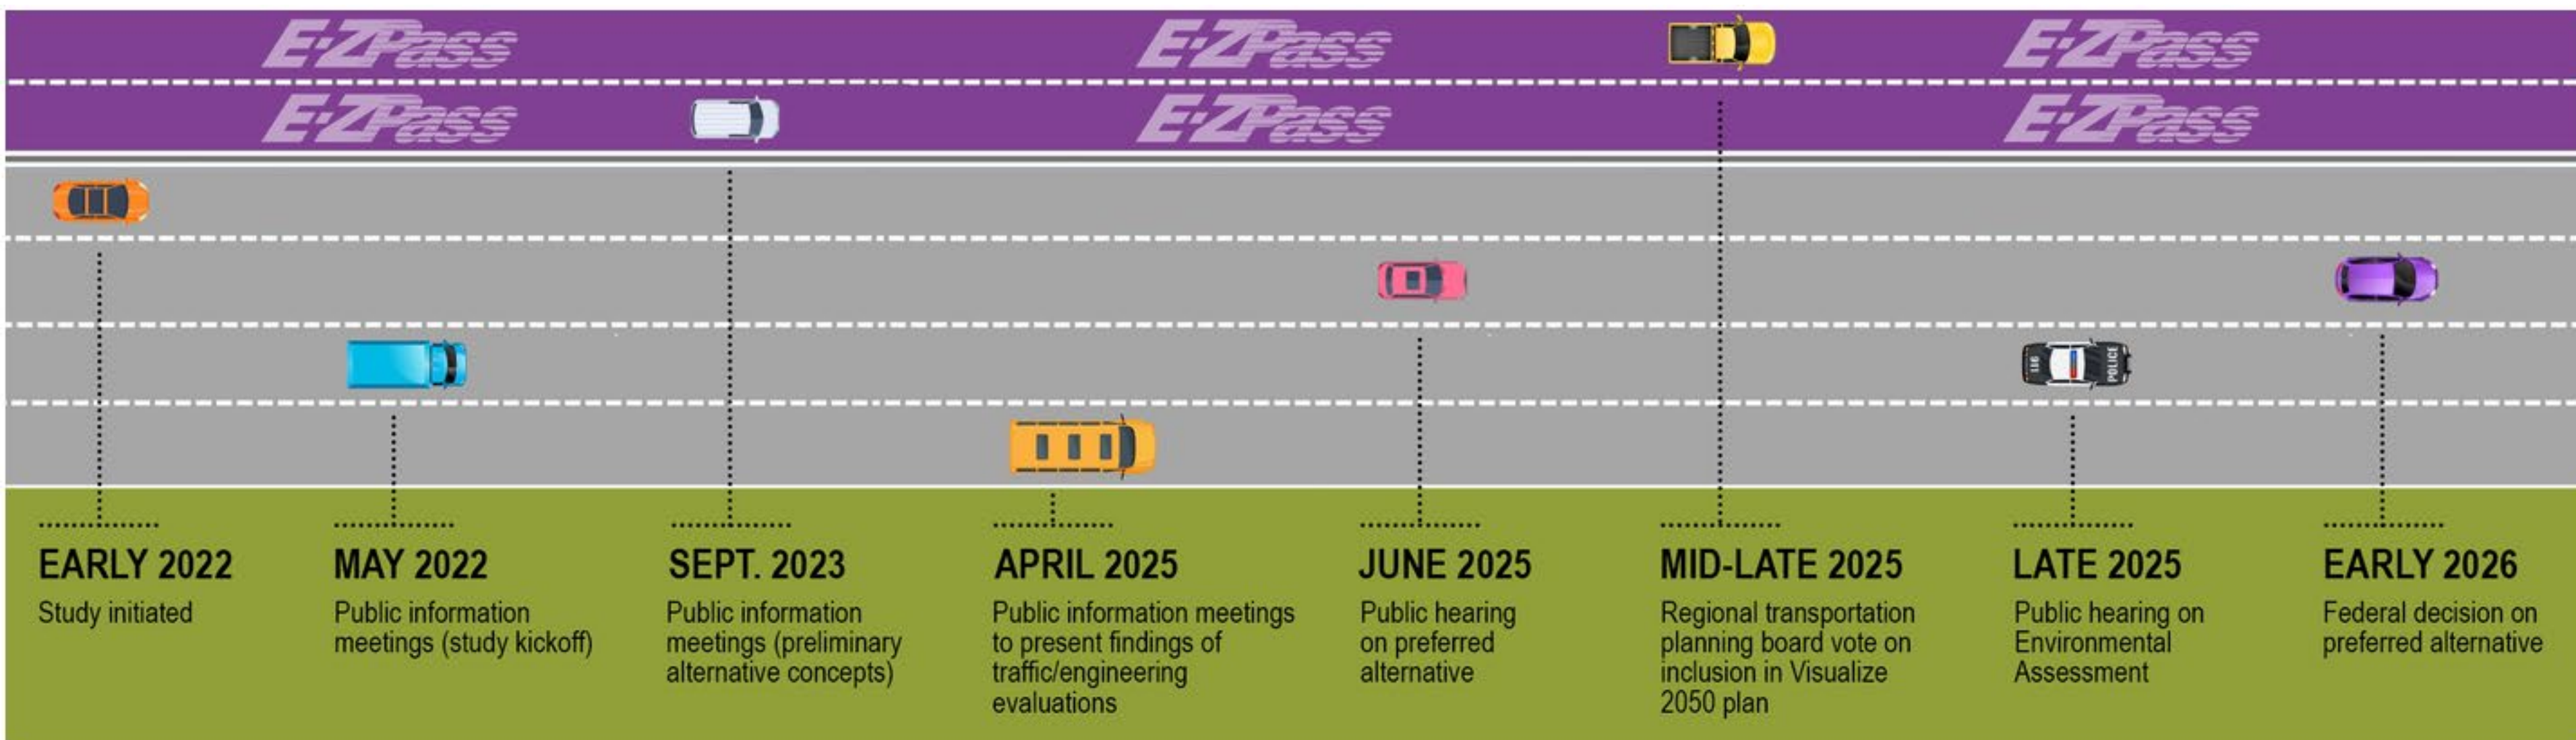 E-ZPass
E-ZPass
E-ZPass
E-ZPass
E-ZPass
E-ZPass
911
POLICE
EARLY 2022
Study initiated
MAY 2022
Public information
meetings (study kickoff)
SEPT. 2023
Public information
meetings (preliminary
alternative concepts)
APRIL 2025
Public information meetings
to present findings of
traffic/engineering
evaluations
JUNE 2025
Public hearing
on preferred
alternative
MID-LATE 2025
Regional transportation
planning board vote on
inclusion in Visualize
2050 plan
LATE 2025
Public hearing on
Environmental
Assessment
EARLY 2026
Federal decision on
preferred alternative